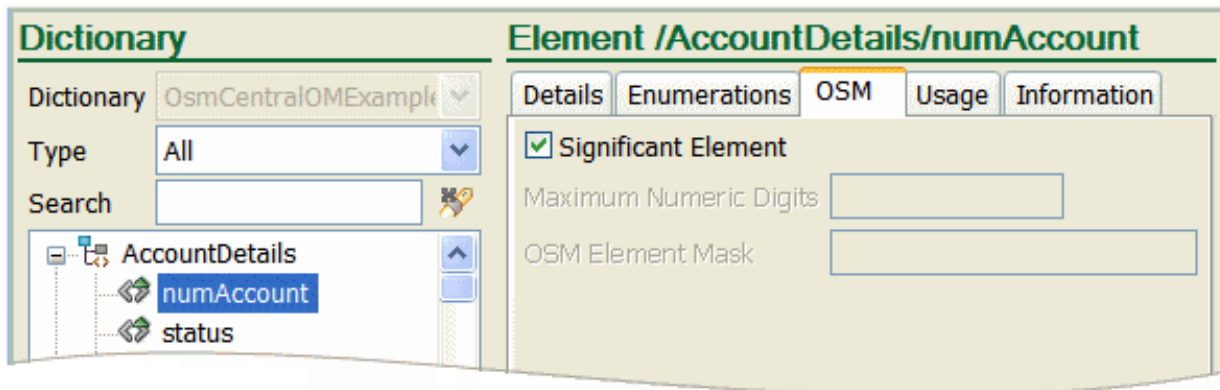 Dictionary
Dictionary OsmCentralOMExample
Type All
Search
AccountDetails
numAccount
status
Element /AccountDetails/numAccount
Details Enumerations OSM Usage Information
Significant Element
Maximum Numeric Digits
OSM Element Mask